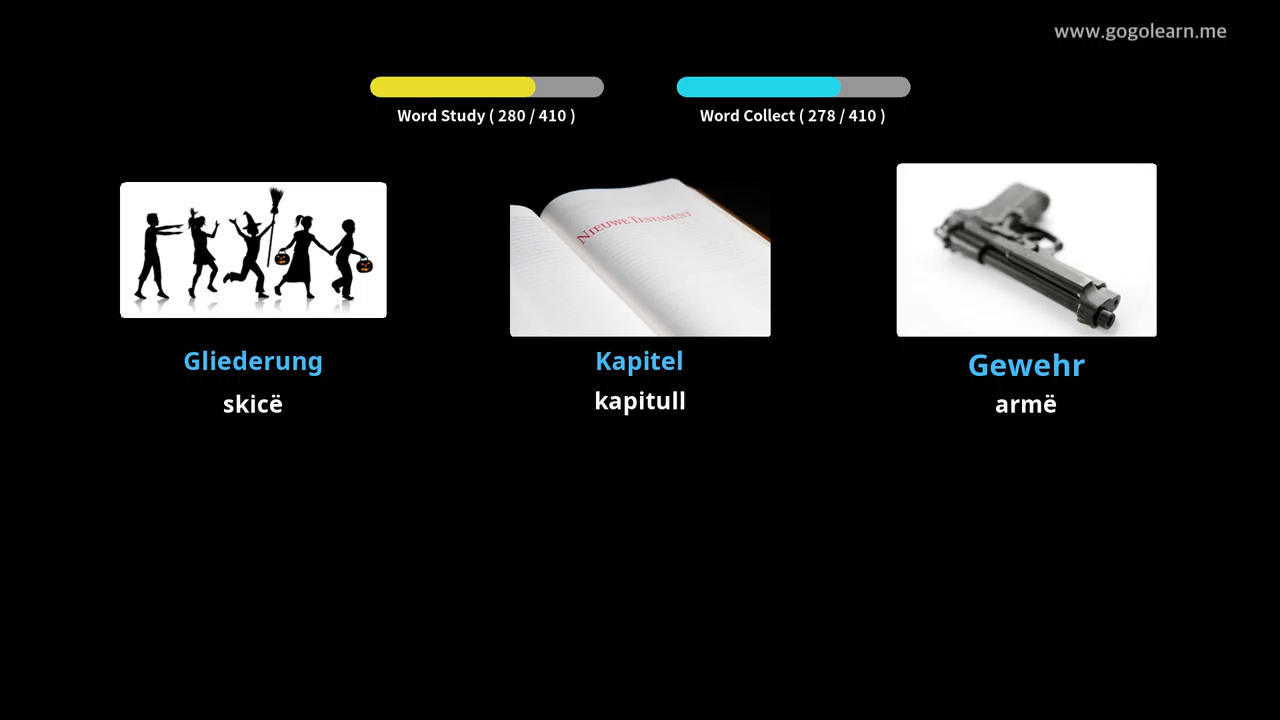 www.gogolearn.me
Word Study ( 280 / 410 )
Word Collect ( 278 / 410 )
NIEUWE TESTAMENT
Gliederung
Kapitel
Gewehr
skicë
kapitull
armë